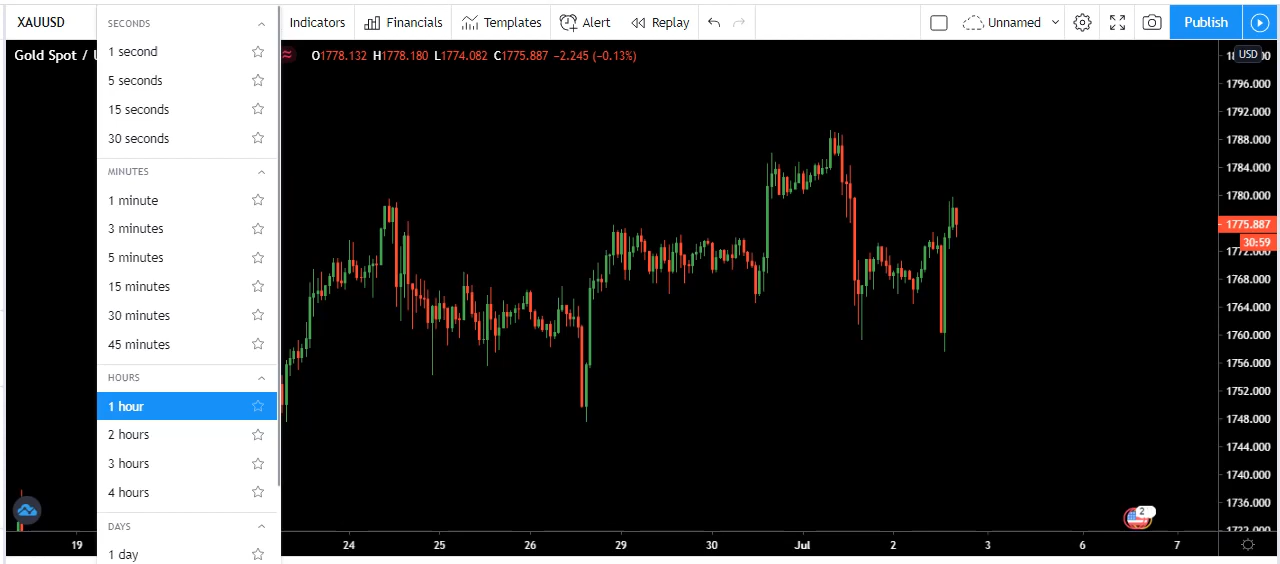 XAUUSD
Indicators
Financials
Templates
Alert
Replay
Unnamed
Publish
SECONDS
1 second
5 seconds
15 seconds
30 seconds
MINUTES
1 minute
3 minutes
5 minutes
15 minutes
30 minutes
45 minutes
HOURS
1 hour
2 hours
3 hours
4 hours
DAYS
1 day
Gold Spot /
O1778.132 H1778.180 L1774.082 C1775.887 −2.245 (−0.13%)
USD
1796.000
1792.000
1788.000
1784.000
1780.000
1775.887
30:59
1772.000
1768.000
1764.000
1760.000
1756.000
1752.000
1748.000
1744.000
1740.000
1736.000
1732.000
2
19 24 25 26 29 30 Jul 2 3 6 7